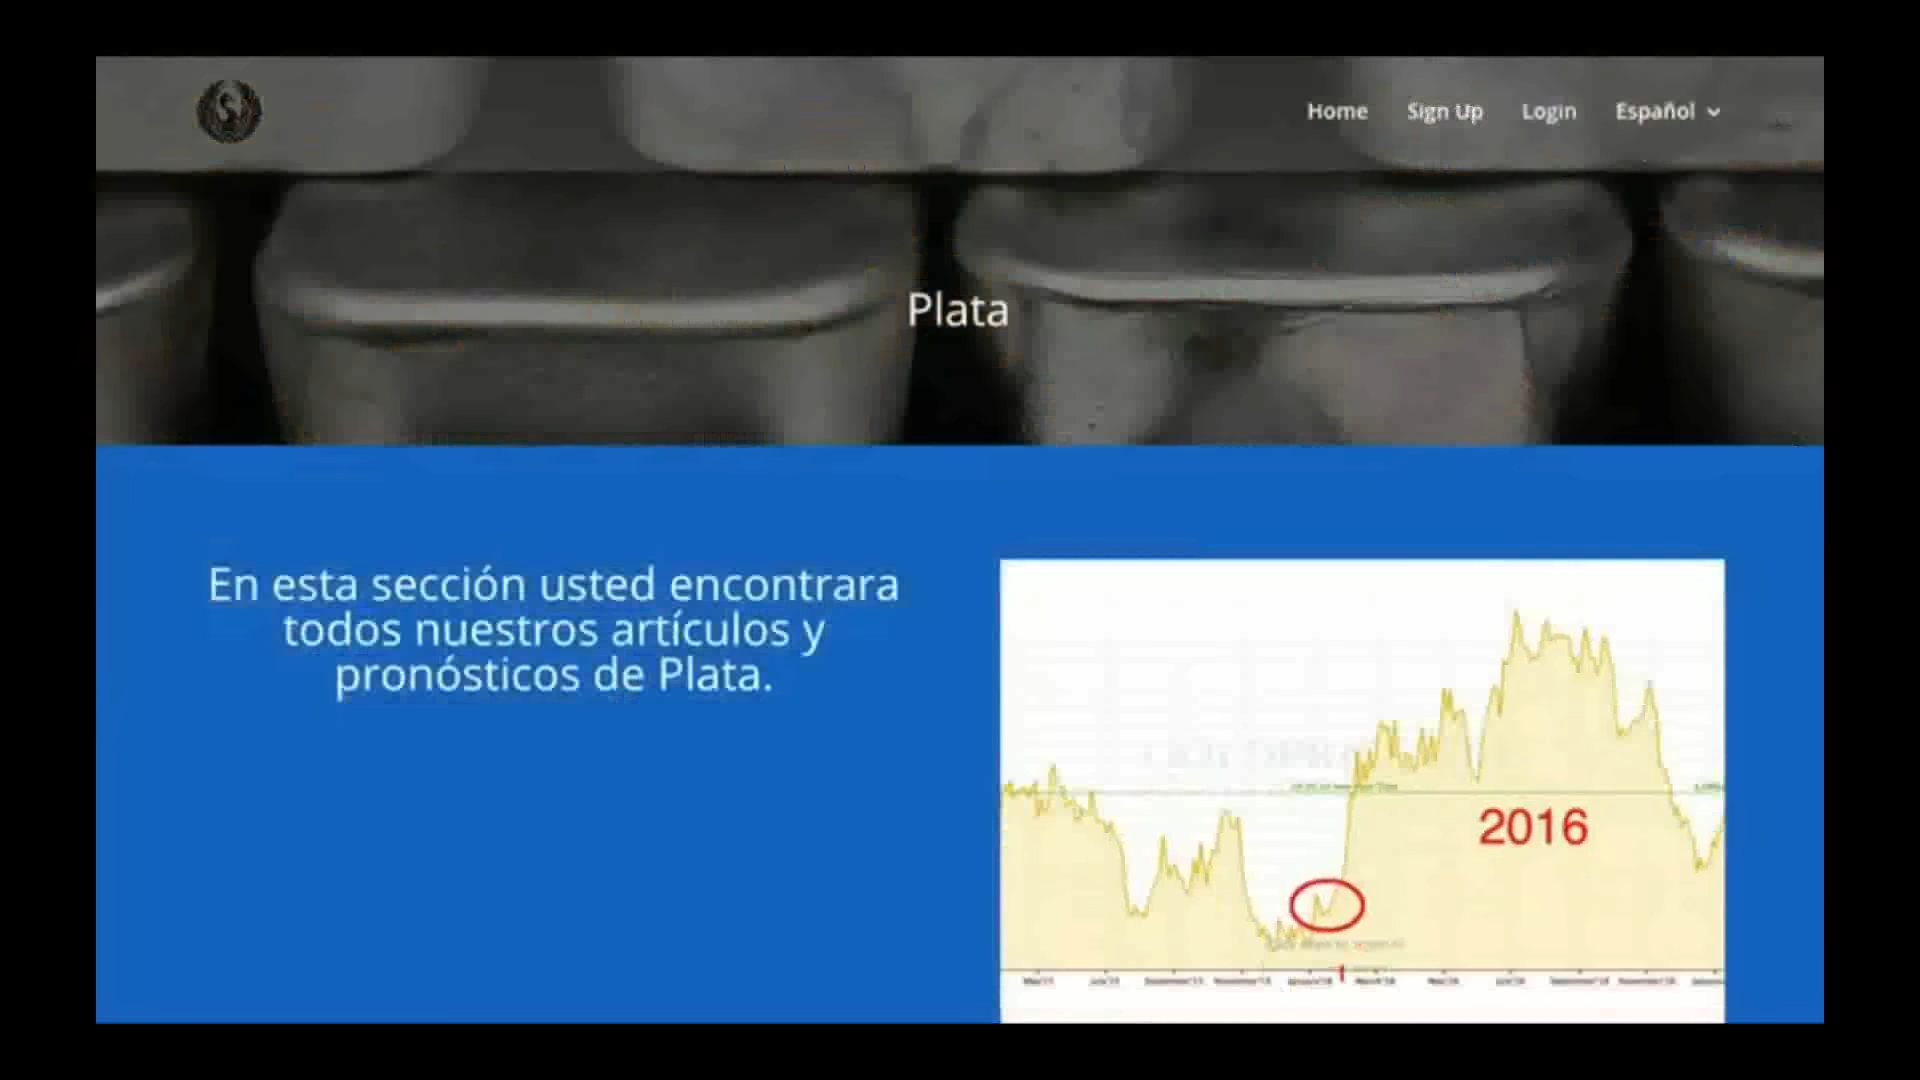 Home Sign Up Login Español
Plata
En esta sección usted encontrara
todos nuestros artículos y
pronósticos de Plata.
2016